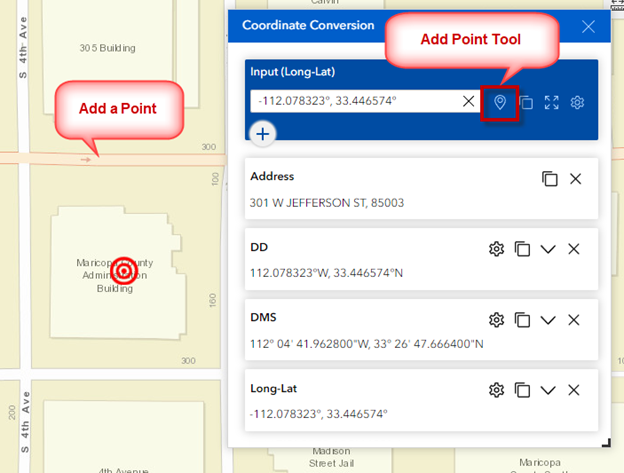 Calvin
S 4th Ave
305 Building
Add a Point
300
100
Maricopa County
Administration
Building
160
300
200
S 4th Ave
4th Avenue
Madison
Street Jail
Maricopa
Coordinate Conversion
Add Point Tool
Input (Long-Lat)
-112.078323°, 33.446574°
Address
301 W JEFFERSON ST, 85003
DD
112.078323°W, 33.446574°N
DMS
112° 04' 41.962800"W, 33° 26' 47.666400"N
Long-Lat
-112.078323°, 33.446574°